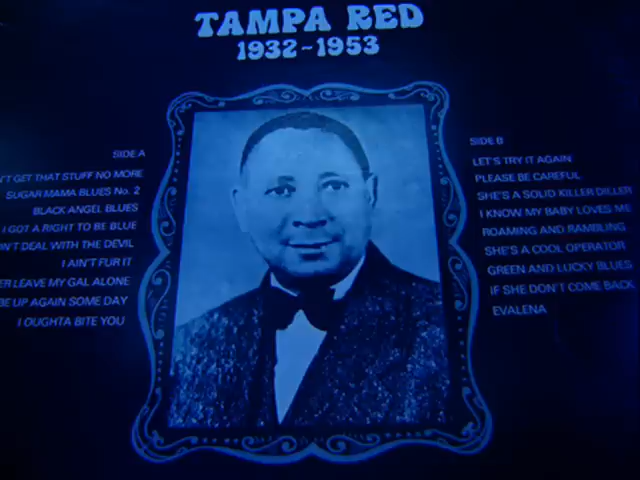 TAMPA RED
1932~1953
SIDE A
'T GET THAT STUFF NO MORE
SUGAR MAMA BLUES No. 2
BLACK ANGEL BLUES
I GOT A RIGHT TO BE BLUE
N'T DEAL WITH THE DEVIL
I AIN'T FUR IT
ER LEAVE MY GAL ALONE
BE UP AGAIN SOME DAY
I OUGHTA BITE YOU
SIDE B
LET'S TRY IT AGAIN
PLEASE BE CAREFUL
SHE'S A SOLID KILLER DILLER
I KNOW MY BABY LOVES ME
ROAMING AND RAMBLING
SHE'S A COOL OPERATOR
GREEN AND LUCKY BLUES
IF SHE DON'T COME BACK
EVALENA